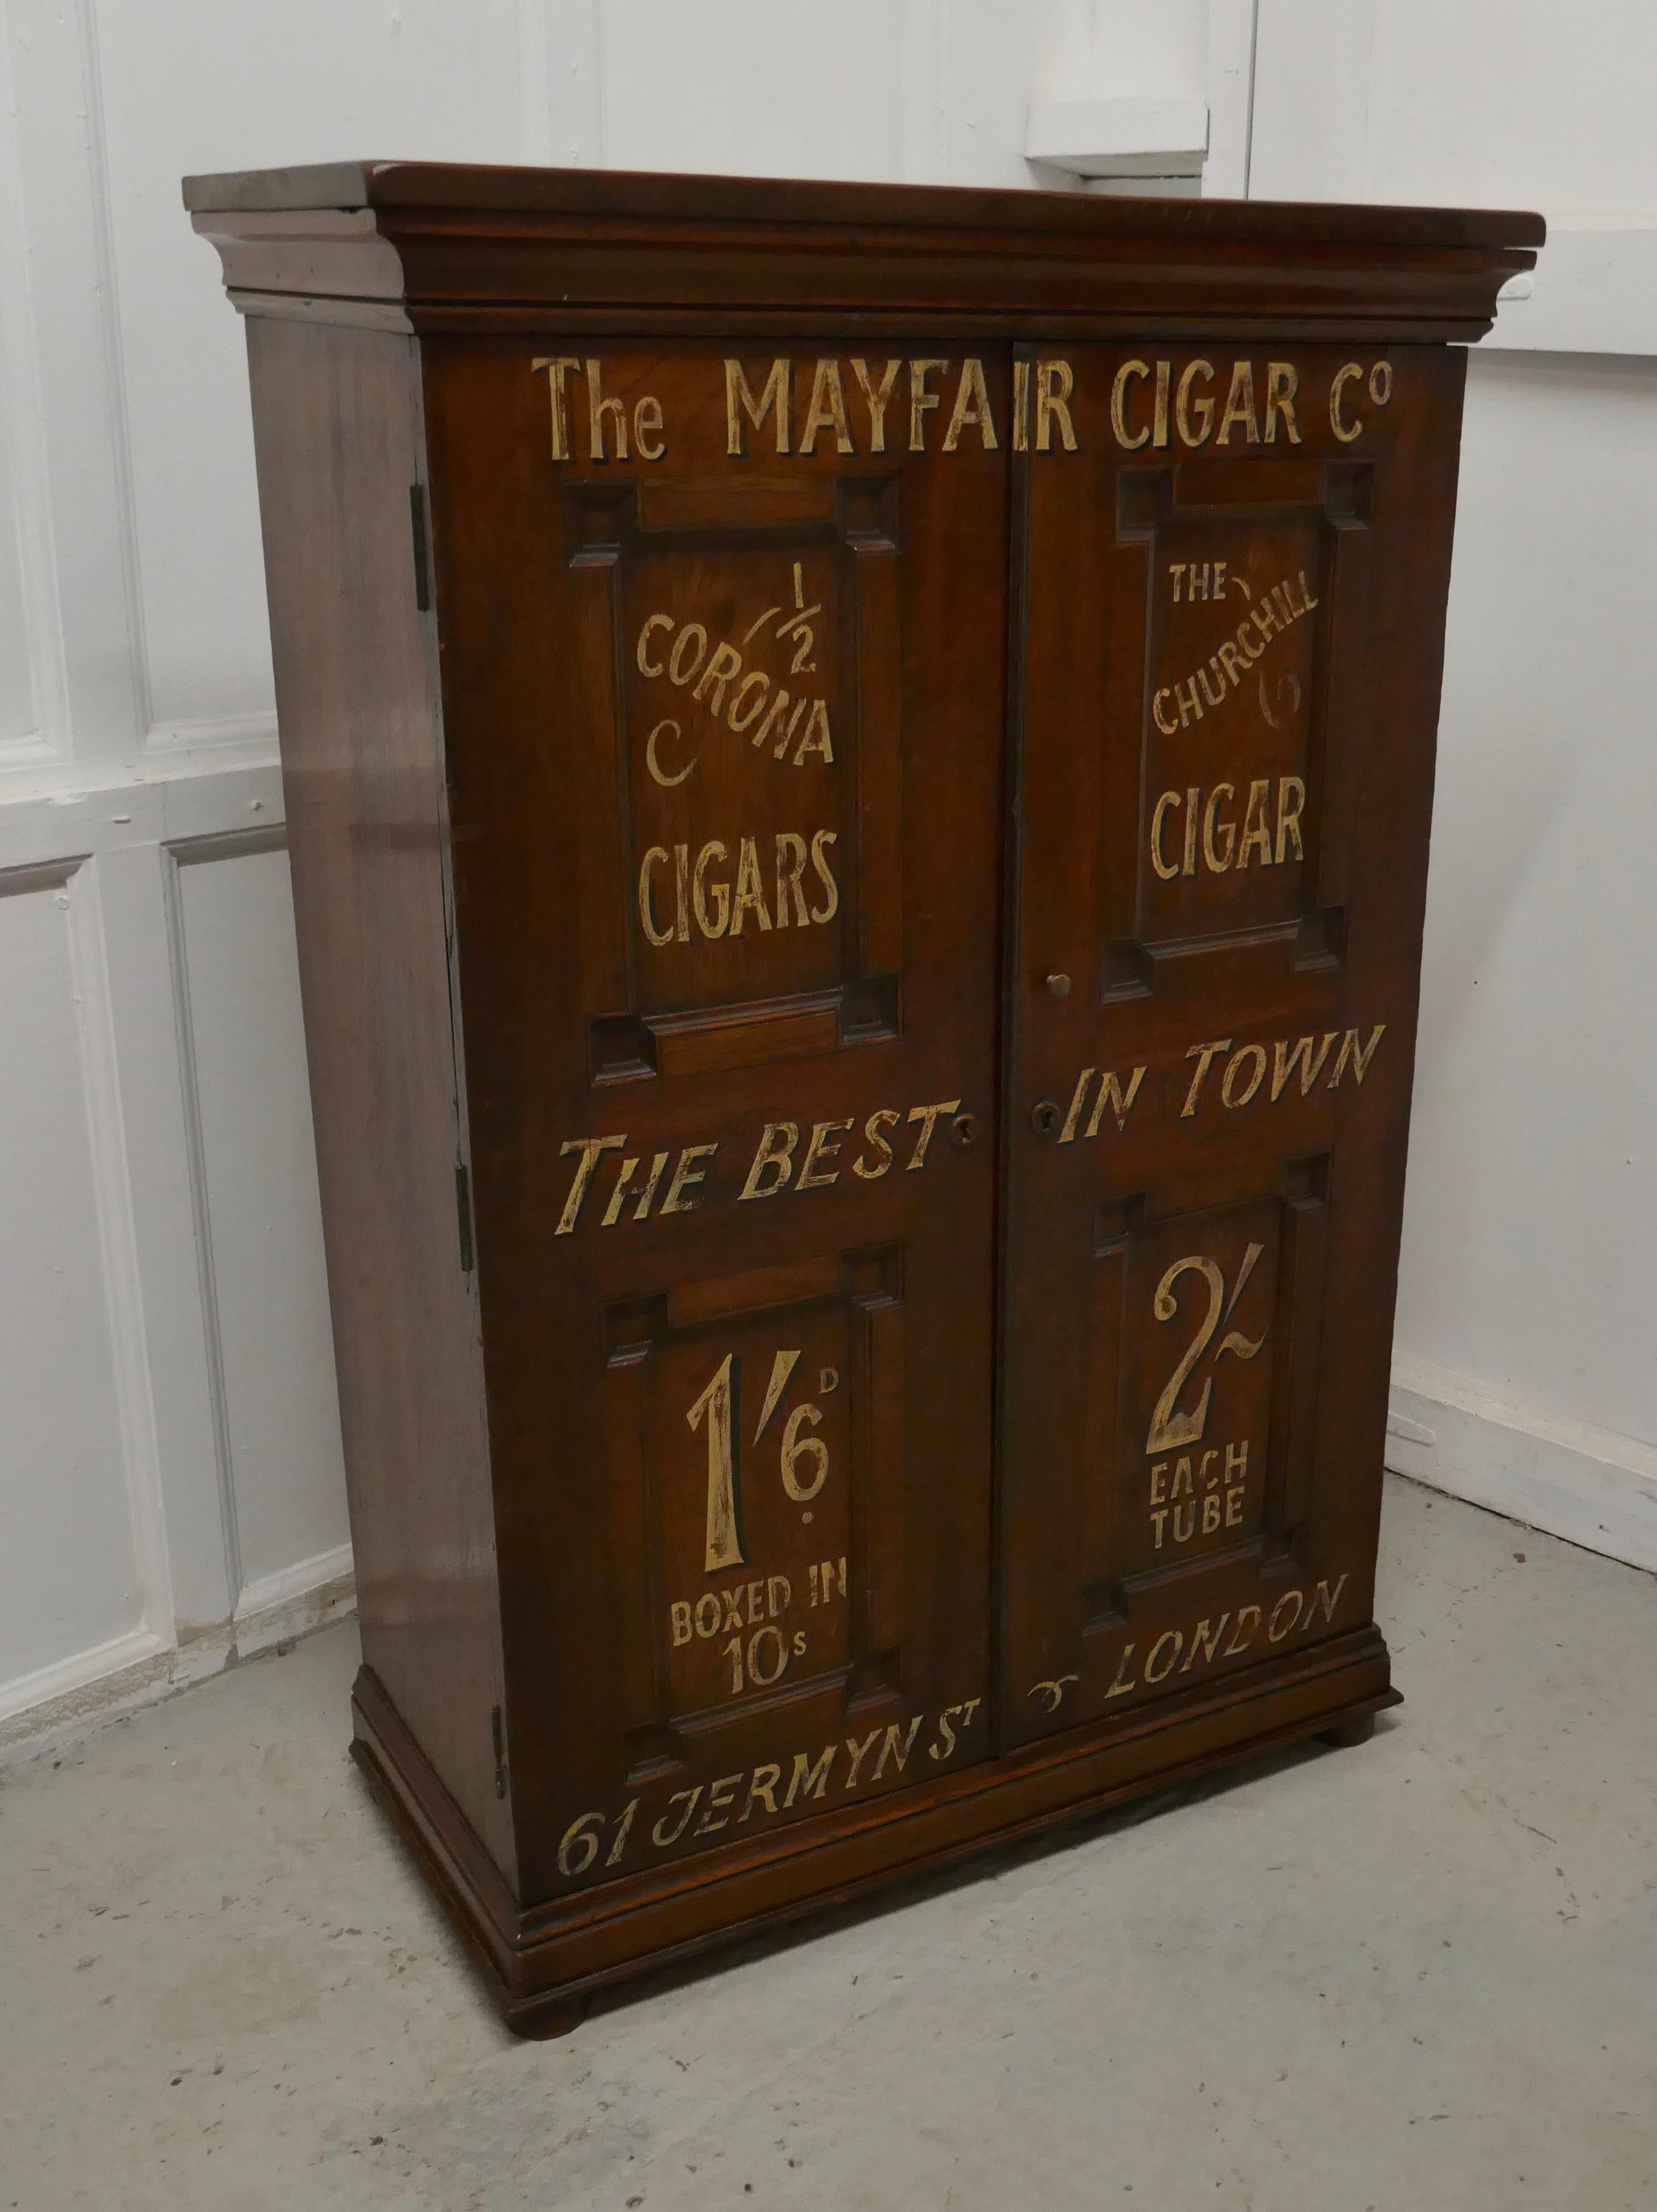 The MAYFAIR CIGAR Cº
1/2
CORONA
CIGARS
THE
CHURCHILL
CIGAR
THE BEST IN TOWN
1/6D
BOXED IN
10s
2/~
EACH
TUBE
61 JERMYN ST LONDON